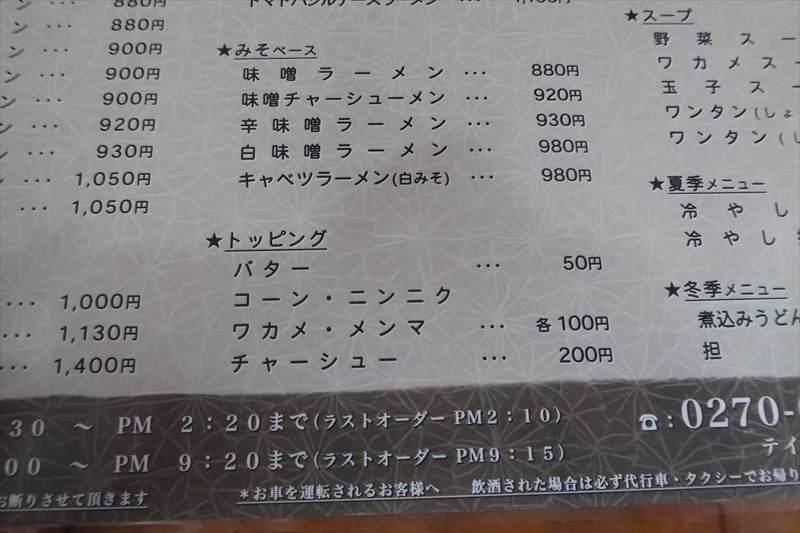 880円
ン ･･･ 880円
ン ･･･ 900円
ン ･･･ 900円
ン ･･･ 900円
ン ･･･ 920円
･･･ 930円
･･･ 1,050円
･･･ 1,050円
･･･ 1,000円
･･･ 1,130円
･･･ 1,400円
★みそベース
味噌ラーメン ･･･ 880円
味噌チャーシューメン ･･･ 920円
辛味噌ラーメン ･･･ 930円
白味噌ラーメン ･･･ 980円
キャベツラーメン(白みそ) ･･･ 980円
★トッピング
バター ･･･ 50円
コーン・ニンニク
ワカメ・メンマ ･･･ 各100円
チャーシュー ･･･ 200円
★スープ
野菜スー
ワカメスー
玉子スー
ワンタン(しょ
ワンタン(し
★夏季メニュー
冷やし
冷やし
★冬季メニュー
煮込みうどん
担
30 ～ PM 2：20まで(ラストオーダー PM2：10)
00 ～ PM 9：20まで(ラストオーダー PM9：15)
☎：0270-
テイ
お断りさせて頂きます
＊お車を運転されるお客様へ 飲酒された場合は必ず代行車・タクシーでお帰り